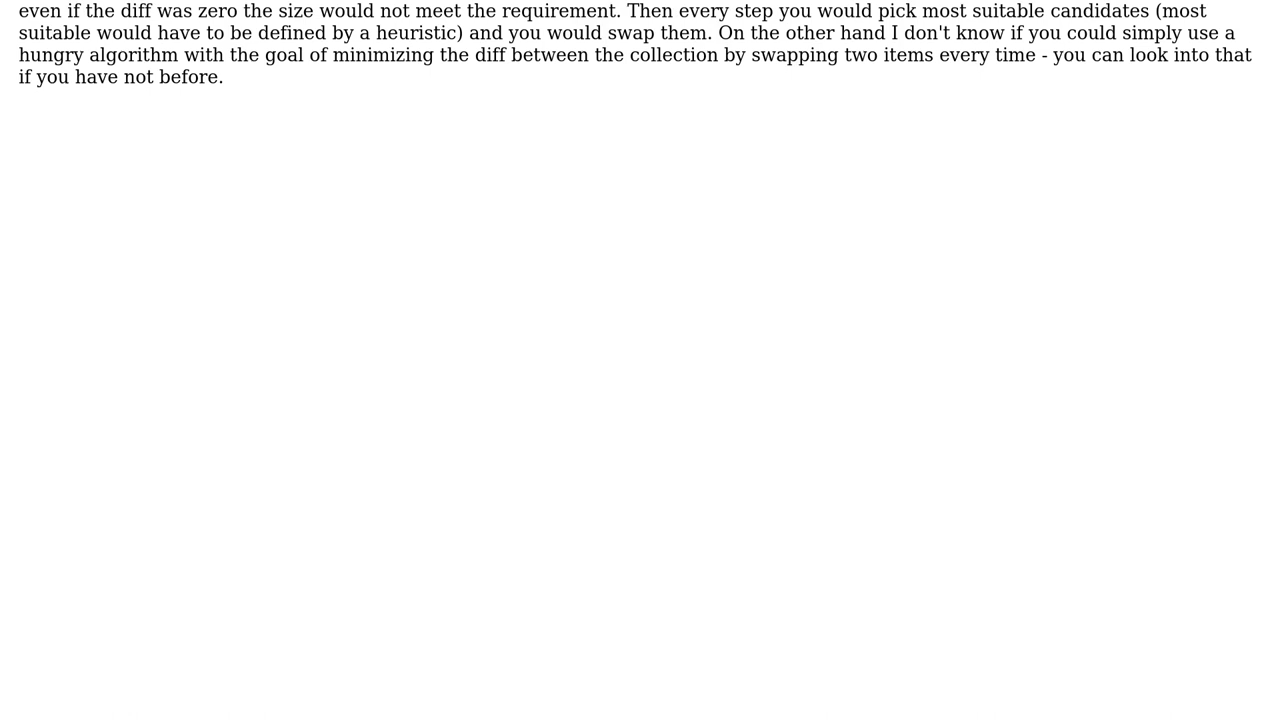 even if the diff was zero the size would not meet the requirement. Then every step you would pick most suitable candidates (most
suitable would have to be defined by a heuristic) and you would swap them. On the other hand I don't know if you could simply use a
hungry algorithm with the goal of minimizing the diff between the collection by swapping two items every time - you can look into that
if you have not before.